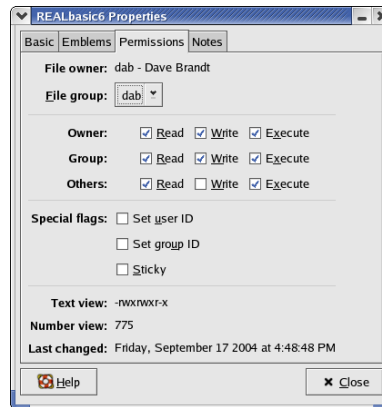 REALbasic6 Properties
Basic Emblems Permissions Notes
File owner: dab - Dave Brandt
File group: dab
Owner: Read Write Execute
Group: Read Write Execute
Others: Read Write Execute
Special flags: Set user ID
Set group ID
Sticky
Text view: -rwxrwxr-x
Number view: 775
Last changed: Friday, September 17 2004 at 4:48:48 PM
Help Close